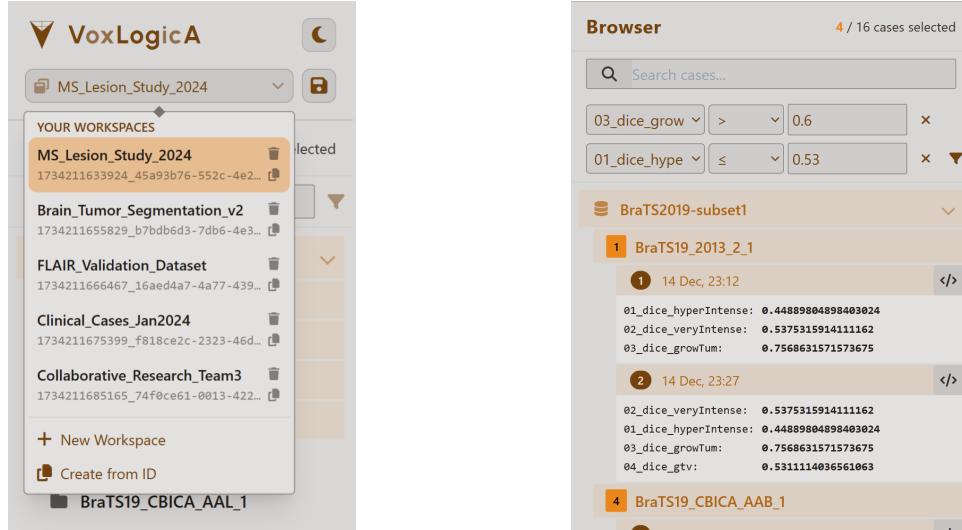 VoxLogicA
MS_Lesion_Study_2024
YOUR WORKSPACES
MS_Lesion_Study_2024
1734211633924_45a93b76-552c-4e2…
Brain_Tumor_Segmentation_v2
1734211655829_b7bdb6d3-7db6-4e3…
FLAIR_Validation_Dataset
1734211666467_16aed4a7-4a77-439…
Clinical_Cases_Jan2024
1734211675399_f818ce2c-2323-46d…
Collaborative_Research_Team3
1734211685165_74f0ce61-0013-422…
New Workspace
Create from ID
lected
BraTS19_CBICA_AAL_1
Browser
4 / 16 cases selected
Search cases...
03_dice_grow > 0.6 ×
01_dice_hype ≤ 0.53 ×
BraTS2019-subset1
1 BraTS19_2013_2_1
1 14 Dec, 23:12 </>
01_dice_hyperIntense: 0.44889804898403024
02_dice_veryIntense: 0.5375315914111162
03_dice_growTum: 0.7568631571573675
2 14 Dec, 23:27 </>
02_dice_veryIntense: 0.5375315914111162
01_dice_hyperIntense: 0.44889804898403024
03_dice_growTum: 0.7568631571573675
04_dice_gtv: 0.5311114036561063
4 BraTS19_CBICA_AAB_1